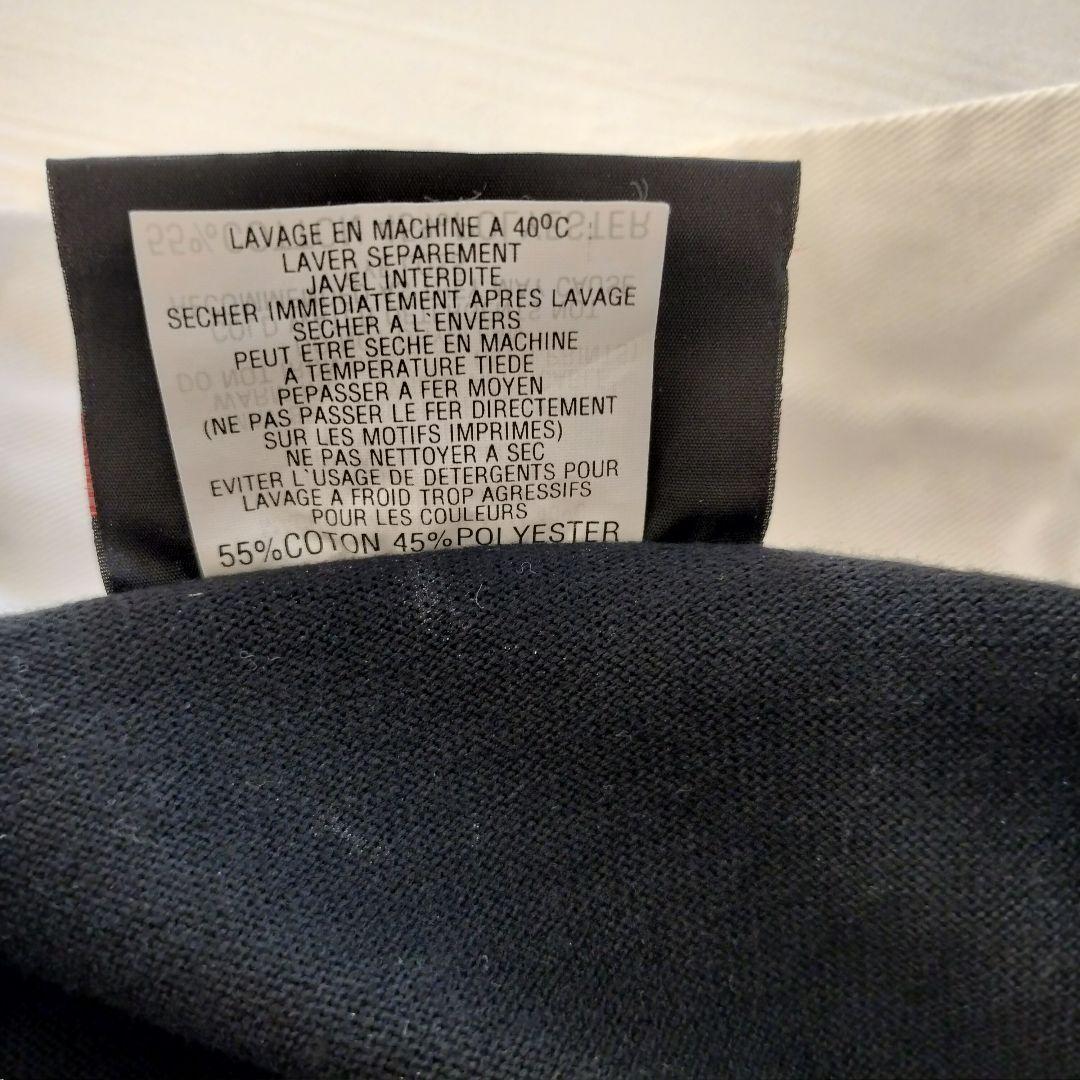 LAVAGE EN MACHINE A 40ºC
LAVER SEPAREMENT
JAVEL INTERDITE
SECHER IMMEDIATEMENT APRES LAVAGE
SECHER A L`ENVERS
PEUT ETRE SECHE EN MACHINE
A TEMPERATURE TIEDE
PEPASSER A FER MOYEN
(NE PAS PASSER LE FER DIRECTEMENT
SUR LES MOTIFS IMPRIMES)
NE PAS NETTOYER A SEC
EVITER L`USAGE DE DETERGENTS POUR
LAVAGE A FROID TROP AGRESSIFS
POUR LES COULEURS
55%COTON 45%POLYESTER